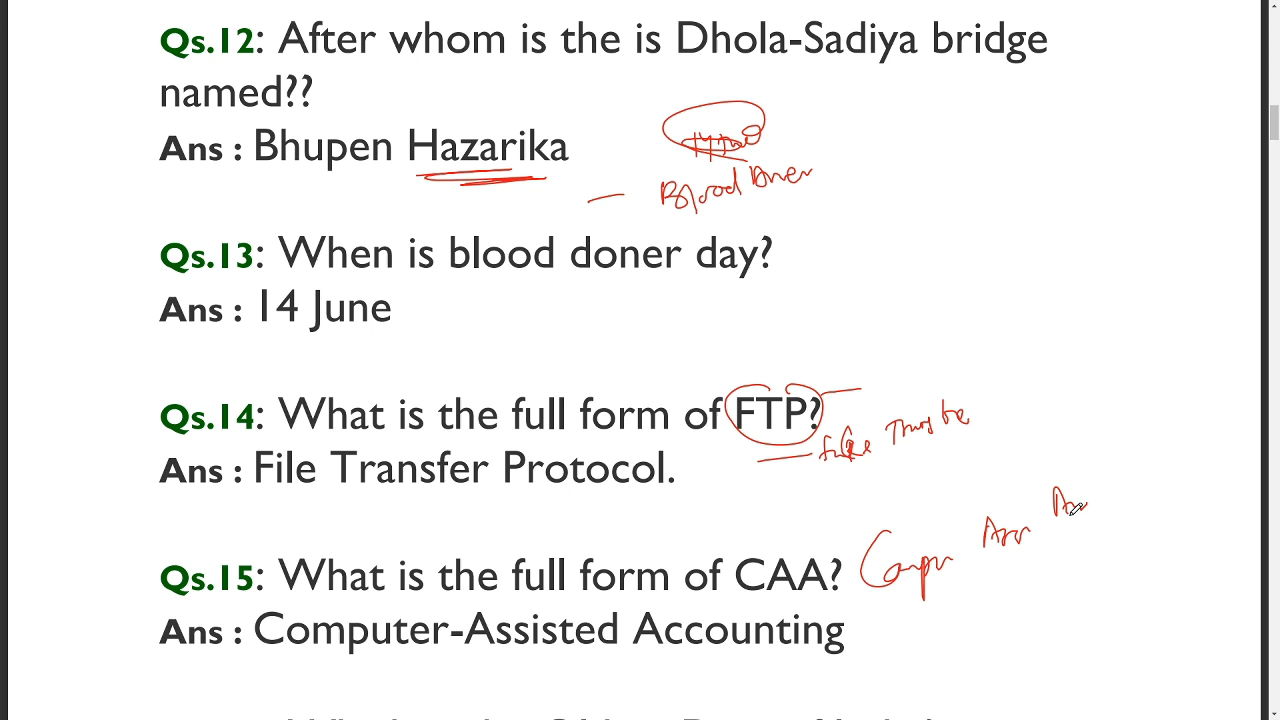 Qs.12: After whom is the is Dhola-Sadiya bridge
named??
Ans : Bhupen Hazarika
Blood Doner
Qs.13: When is blood doner day?
Ans : 14 June
Qs.14: What is the full form of FTP?
Ans : File Transfer Protocol.
Qs.15: What is the full form of CAA?
Ans : Computer-Assisted Accounting